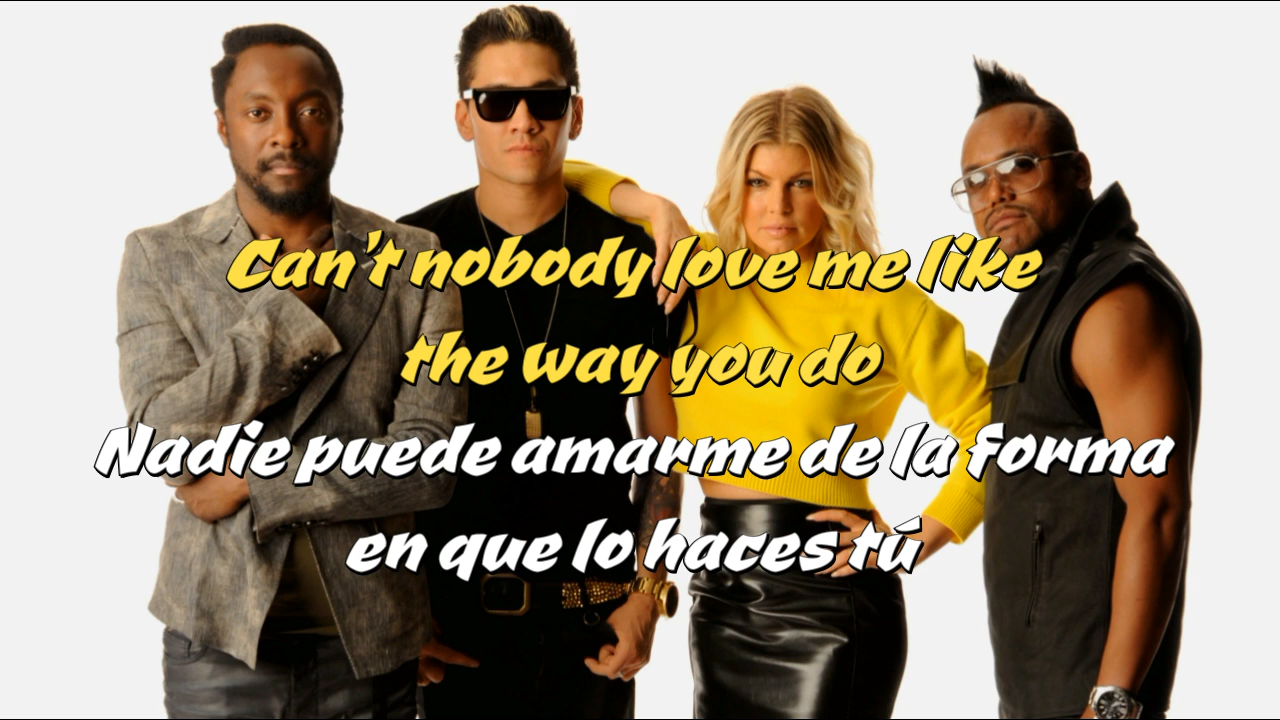 Can't nobody love me like
the way you do
Nadie puede amarme de la forma
en que lo haces tú